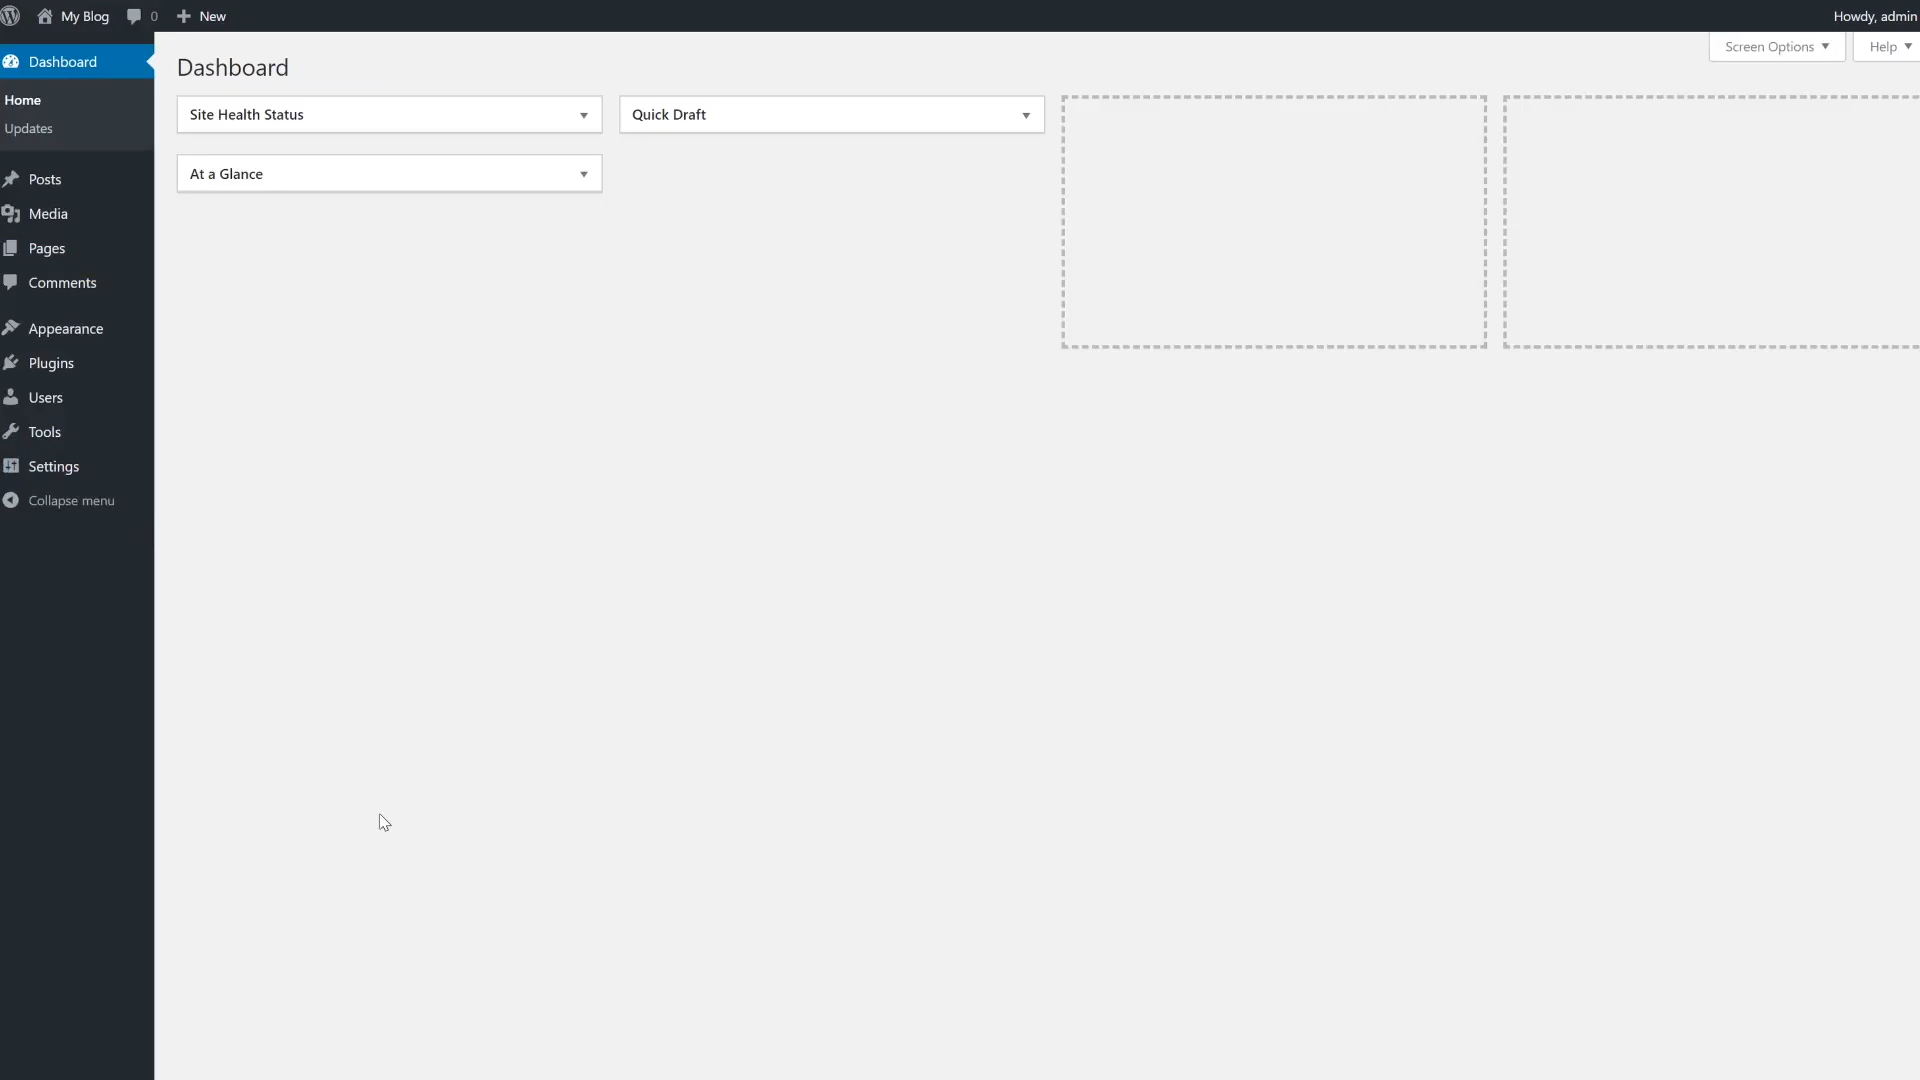 My Blog 0 New Howdy, admin
Screen Options Help
Dashboard
Home
Updates
Posts
Media
Pages
Comments
Appearance
Plugins
Users
Tools
Settings
Collapse menu
Dashboard
Site Health Status
Quick Draft
At a Glance